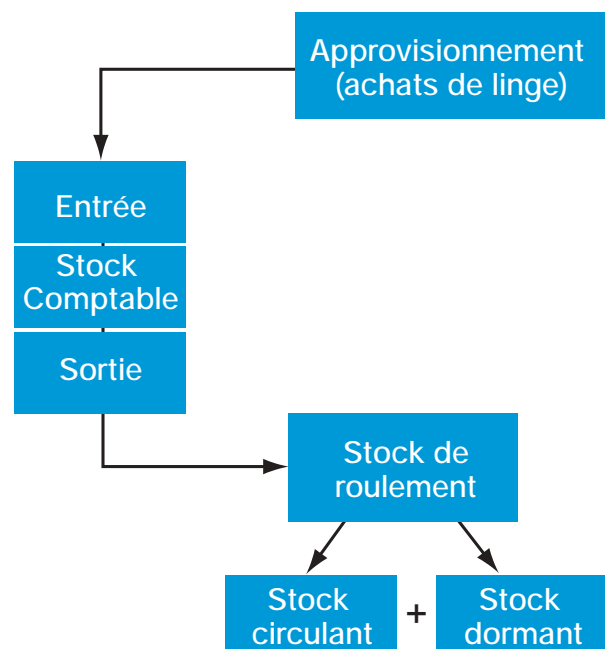 Approvisionnement
(achats de linge)
Entrée
Stock
Comptable
Sortie
Stock de
roulement
Stock
circulant
+
Stock
dormant